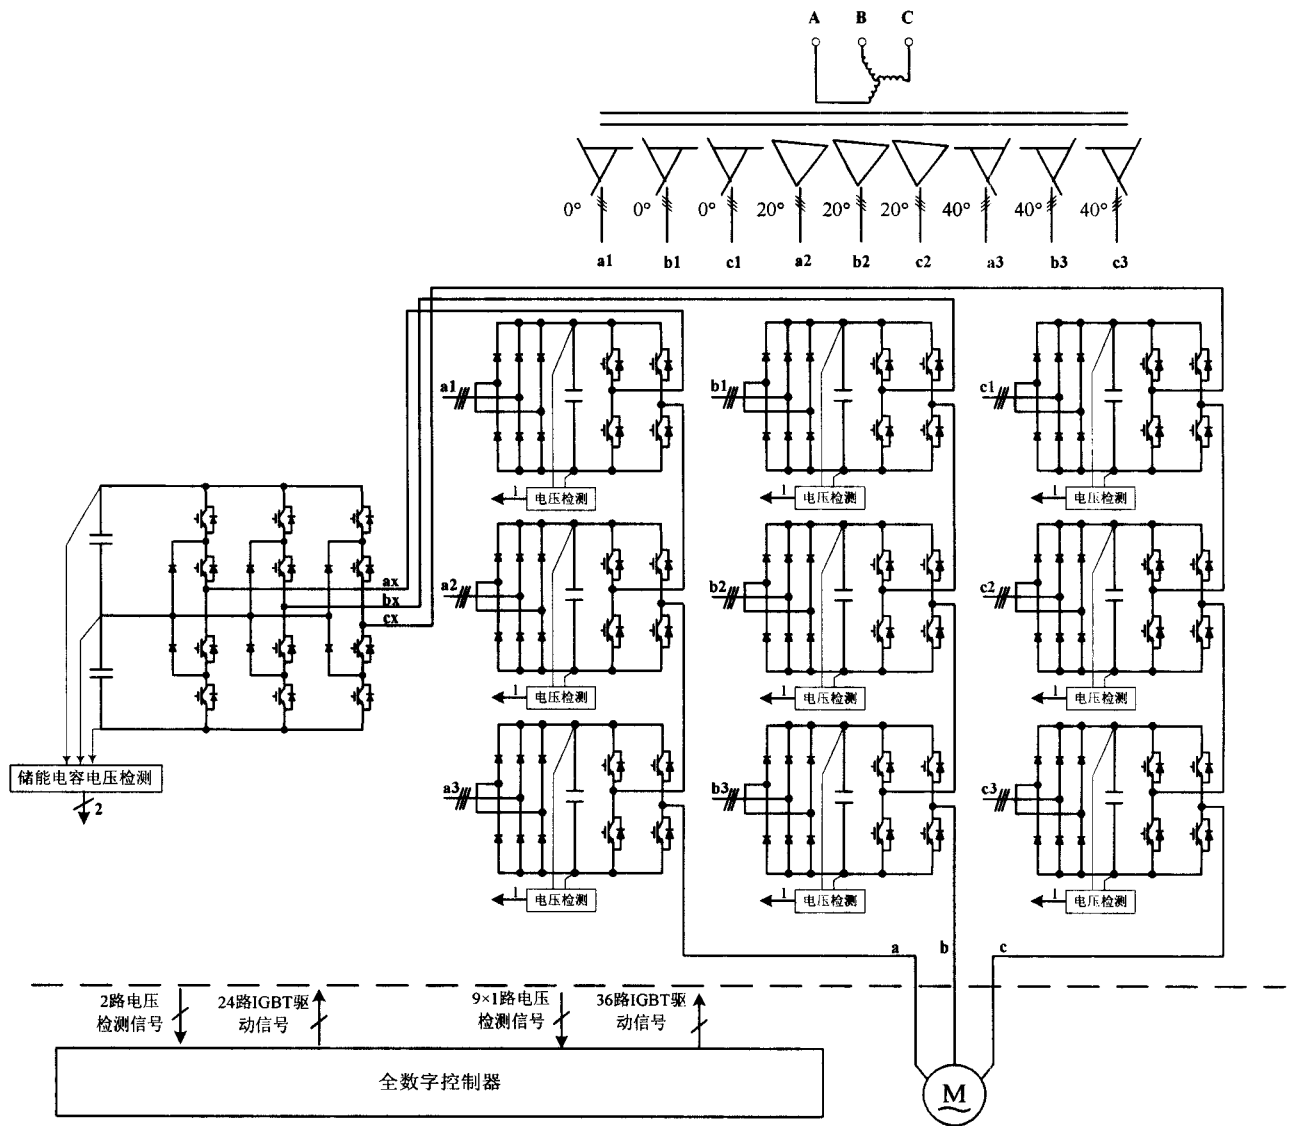 A B C
0° 0° 0° 20° 20° 20° 40° 40° 40°
a1 b1 c1 a2 b2 c2 a3 b3 c3
a1 b1 c1
1 电压检测 1 电压检测 1 电压检测
ax
bx
cx
a2 b2 c2
1 电压检测 1 电压检测 1 电压检测
储能电容电压检测
2
a3 b3 c3
1 电压检测 1 电压检测 1 电压检测
a b c
2路电压
检测信号
24路IGBT驱
动信号
9×1路电压
检测信号
36路IGBT驱
动信号
全数字控制器
M